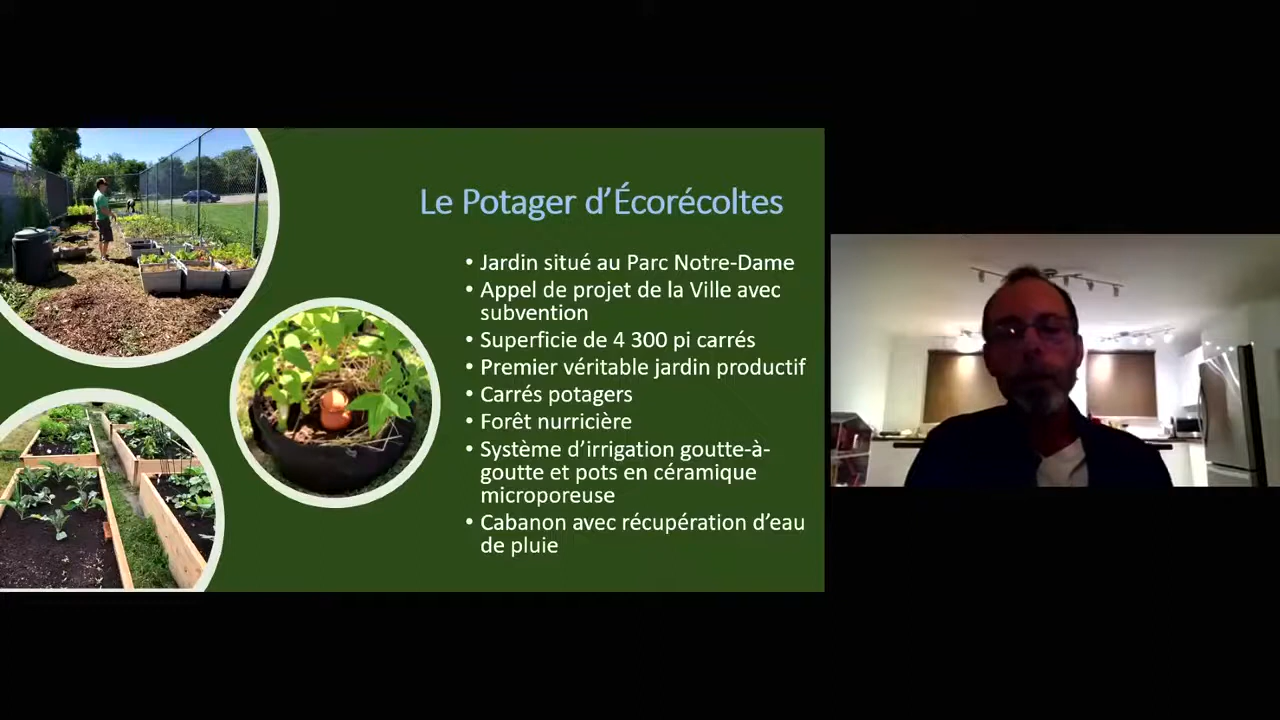 Le Potager d'Écorécoltes
• Jardin situé au Parc Notre-Dame
• Appel de projet de la Ville avec
subvention
• Superficie de 4 300 pi carrés
• Premier véritable jardin productif
• Carrés potagers
• Forêt nurricière
• Système d'irrigation goutte-à-
goutte et pots en céramique
microporeuse
• Cabanon avec récupération d'eau
de pluie